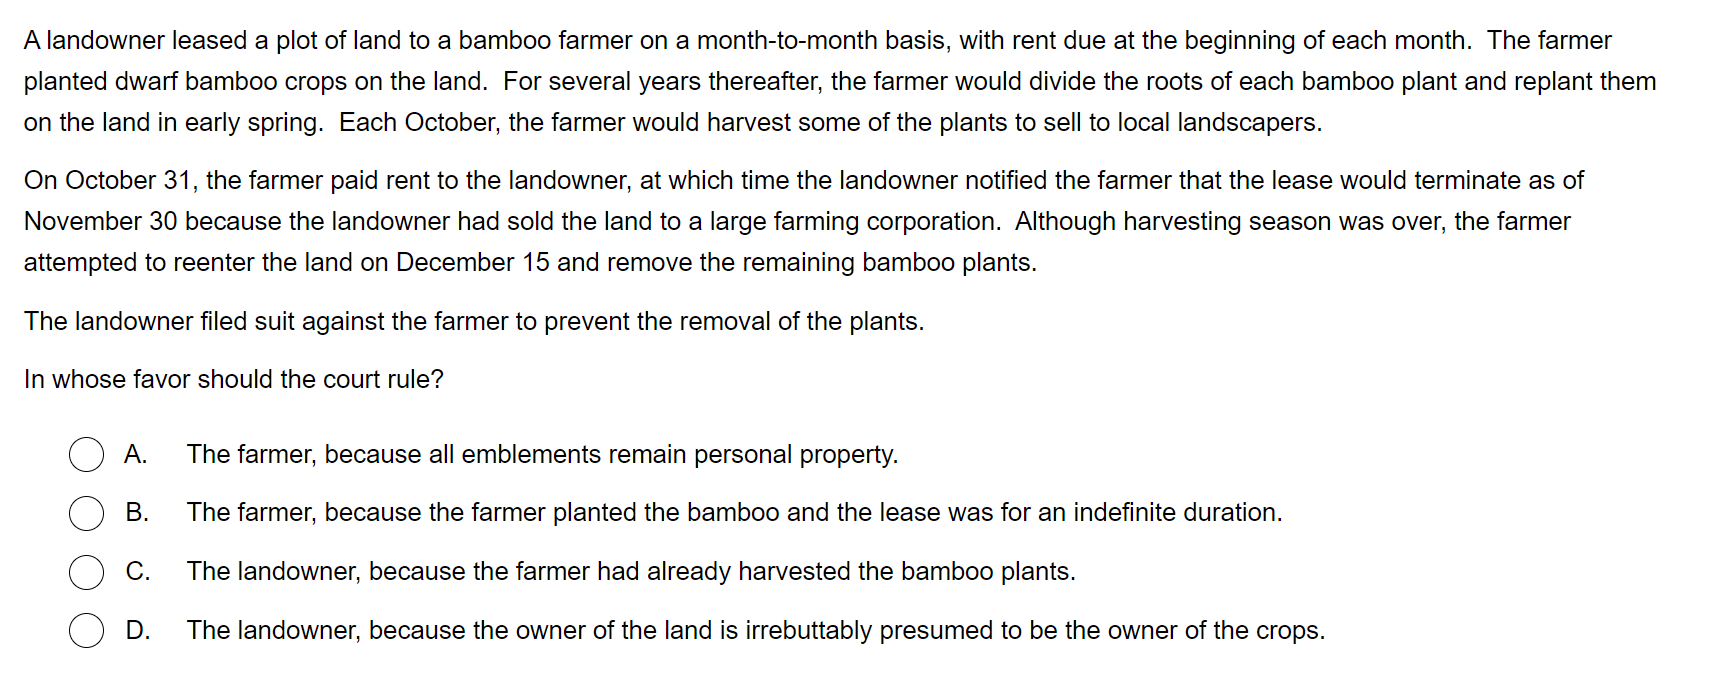 A landowner leased a plot of land to a bamboo farmer on a month-to-month basis, with rent due at the beginning of each month.  The farmer
planted dwarf bamboo crops on the land.  For several years thereafter, the farmer would divide the roots of each bamboo plant and replant them
on the land in early spring.  Each October, the farmer would harvest some of the plants to sell to local landscapers.
On October 31, the farmer paid rent to the landowner, at which time the landowner notified the farmer that the lease would terminate as of
November 30 because the landowner had sold the land to a large farming corporation.  Although harvesting season was over, the farmer
attempted to reenter the land on December 15 and remove the remaining bamboo plants.
The landowner filed suit against the farmer to prevent the removal of the plants.
In whose favor should the court rule?
A. The farmer, because all emblements remain personal property.
B. The farmer, because the farmer planted the bamboo and the lease was for an indefinite duration.
C. The landowner, because the farmer had already harvested the bamboo plants.
D. The landowner, because the owner of the land is irrebuttably presumed to be the owner of the crops.